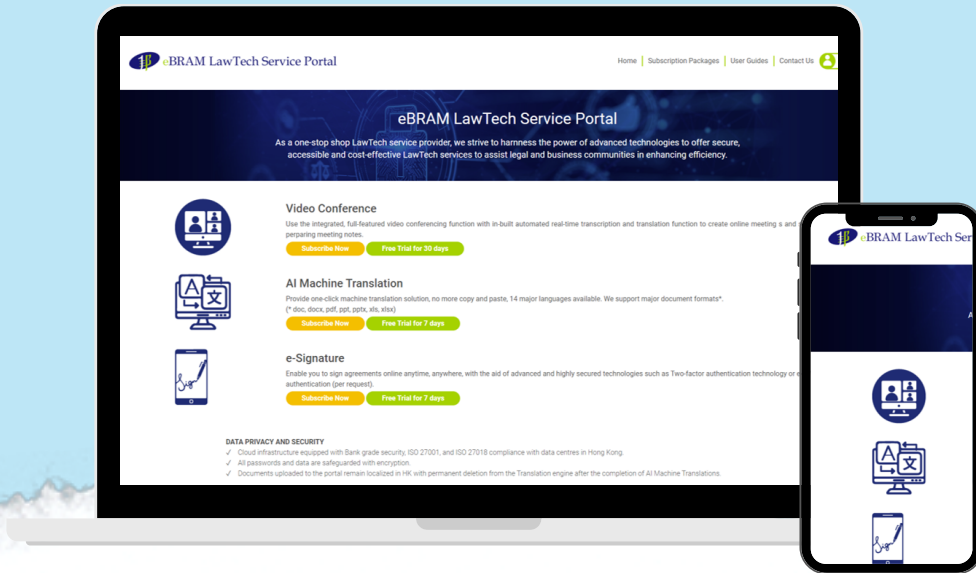 eBRAM LawTech Service Portal
Home | Subscription Packages | User Guides | Contact Us
eBRAM LawTech Service Portal
As a one-stop shop LawTech service provider, we strive to harmness the power of advanced technologies to offer secure,
accessible and cost-effective LawTech services to assist legal and business communities in enhancing efficiency.
Video Conference
Use the integrated, full-featured video conferencing function with in-built automated real-time transcription and translation function to create online meeting s and
perparing meeting notes.
Subscribe Now Free Trial for 30 days
AI Machine Translation
Provide one-click machine translation solution, no more copy and paste, 14 major languages available. We support major document formats*.
(* doc, docx, pdf, ppt, pptx, xls, xlsx)
Subscribe Now Free Trial for 7 days
A 文
e-Signature
Enable you to sign agreements online anytime, anywhere, with the aid of advanced and highly secured technologies such as Two-factor authentication technology or
authentication (per request).
Subscribe Now Free Trial for 7 days
Sign
DATA PRIVACY AND SECURITY
✓ Cloud infrastructure equipped with Bank grade security, ISO 27001, and ISO 27018 compliance with data centres in Hong Kong.
✓ All passwords and data are safeguarded with encryption.
✓ Documents uploaded to the portal remain localized in HK with permanent deletion from the Translation engine after the completion of AI Machine Translations.
eBRAM LawTech Ser
A
A 文
Sign